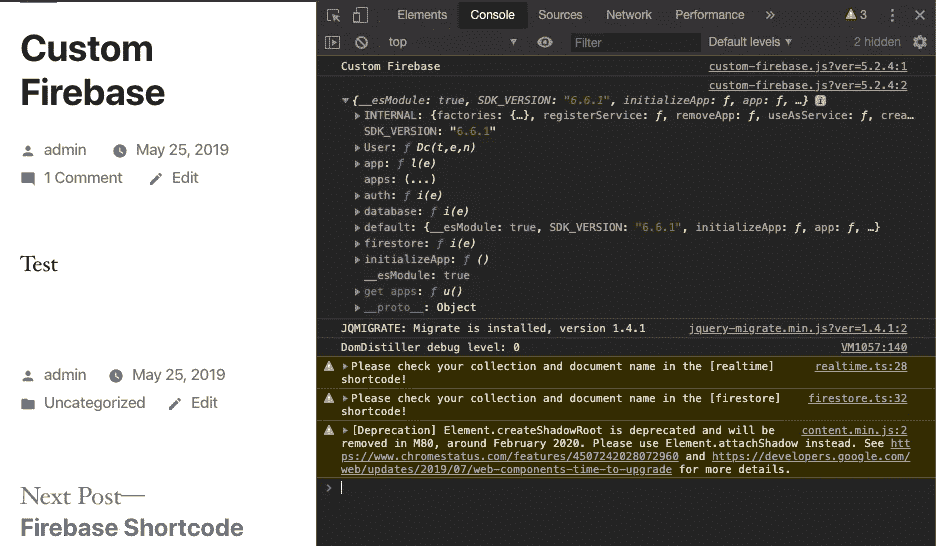 Custom
Firebase
admin May 25, 2019
1 Comment Edit
Test
admin May 25, 2019
Uncategorized Edit
Next Post—
Firebase Shortcode
Elements Console Sources Network Performance » 3
top Filter Default levels ▼ 2 hidden
Custom Firebase custom-firebase.js?ver=5.2.4:1
custom-firebase.js?ver=5.2.4:2
▼{__esModule: true, SDK_VERSION: "6.6.1", initializeApp: ƒ, app: ƒ, …} i
▶INTERNAL: {factories: {…}, registerService: ƒ, removeApp: ƒ, useAsService: ƒ, crea…
SDK_VERSION: "6.6.1"
▶User: ƒ Dc(t,e,n)
▶app: ƒ l(e)
apps: (...)
▶auth: ƒ i(e)
▶database: ƒ i(e)
▶default: {__esModule: true, SDK_VERSION: "6.6.1", initializeApp: ƒ, app: ƒ, …}
▶firestore: ƒ i(e)
▶initializeApp: ƒ ()
__esModule: true
▶get apps: ƒ u()
▶__proto__: Object
JQMIGRATE: Migrate is installed, version 1.4.1 jquery-migrate.min.js?ver=1.4.1:2
DomDistiller debug level: 0 VM1057:140
▶Please check your collection and document name in the [realtime] realtime.ts:28
shortcode!
▶Please check your collection and document name in the [firestore] firestore.ts:32
shortcode!
▶[Deprecation] Element.createShadowRoot is deprecated and will be content.min.js:2
removed in M80, around February 2020. Please use Element.attachShadow instead. See htt
ps://www.chromestatus.com/features/4507242028072960 and https://developers.google.com/
web/updates/2019/07/web-components-time-to-upgrade for more details.